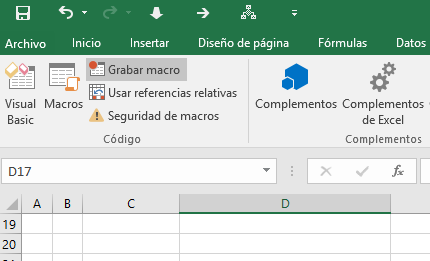 Archivo Inicio Insertar Diseño de página Fórmulas Datos
Visual Basic
Macros
Grabar macro
Usar referencias relativas
Seguridad de macros
Código
Complementos
Complementos de Excel
Complementos
D17
fx
A B C D
19
20